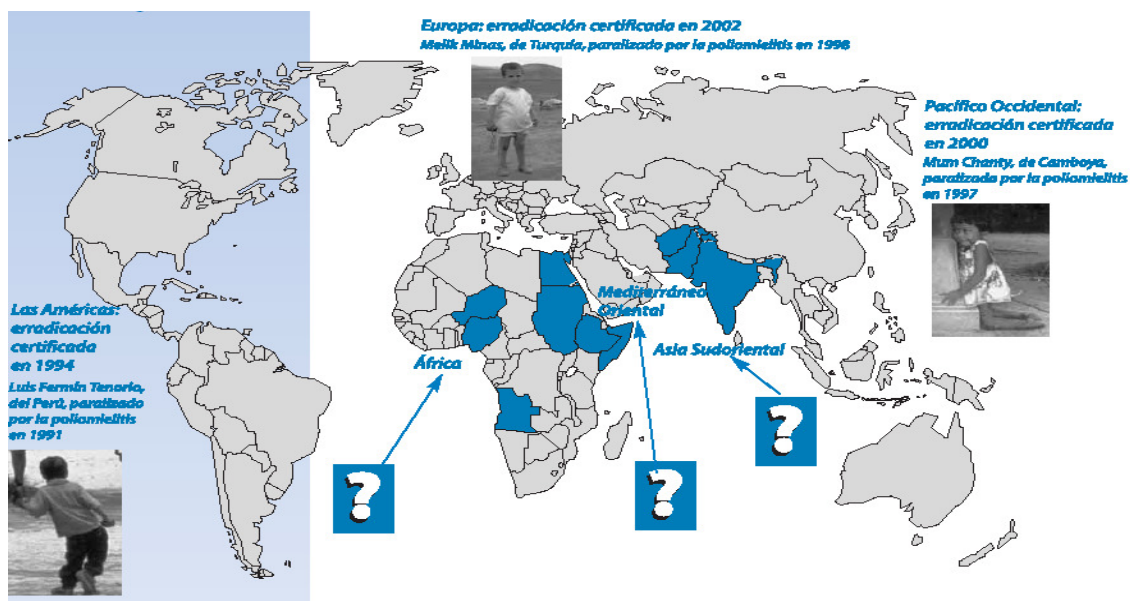 Europa: erradicación certificada en 2002
Melik Minas, de Turquía, paralizado por la poliomielitis en 1998
Pacífico Occidental:
erradicación certificada
en 2000
Mum Chanty, de Camboya,
paralizada por la poliomielitis
en 1997
Las Américas:
erradicación
certificada
en 1994
Luis Fermín Tenorio,
del Perú, paralizado
por la poliomielitis
en 1991
Mediterráneo
Oriental
África
Asia Sudoriental
?
?
?